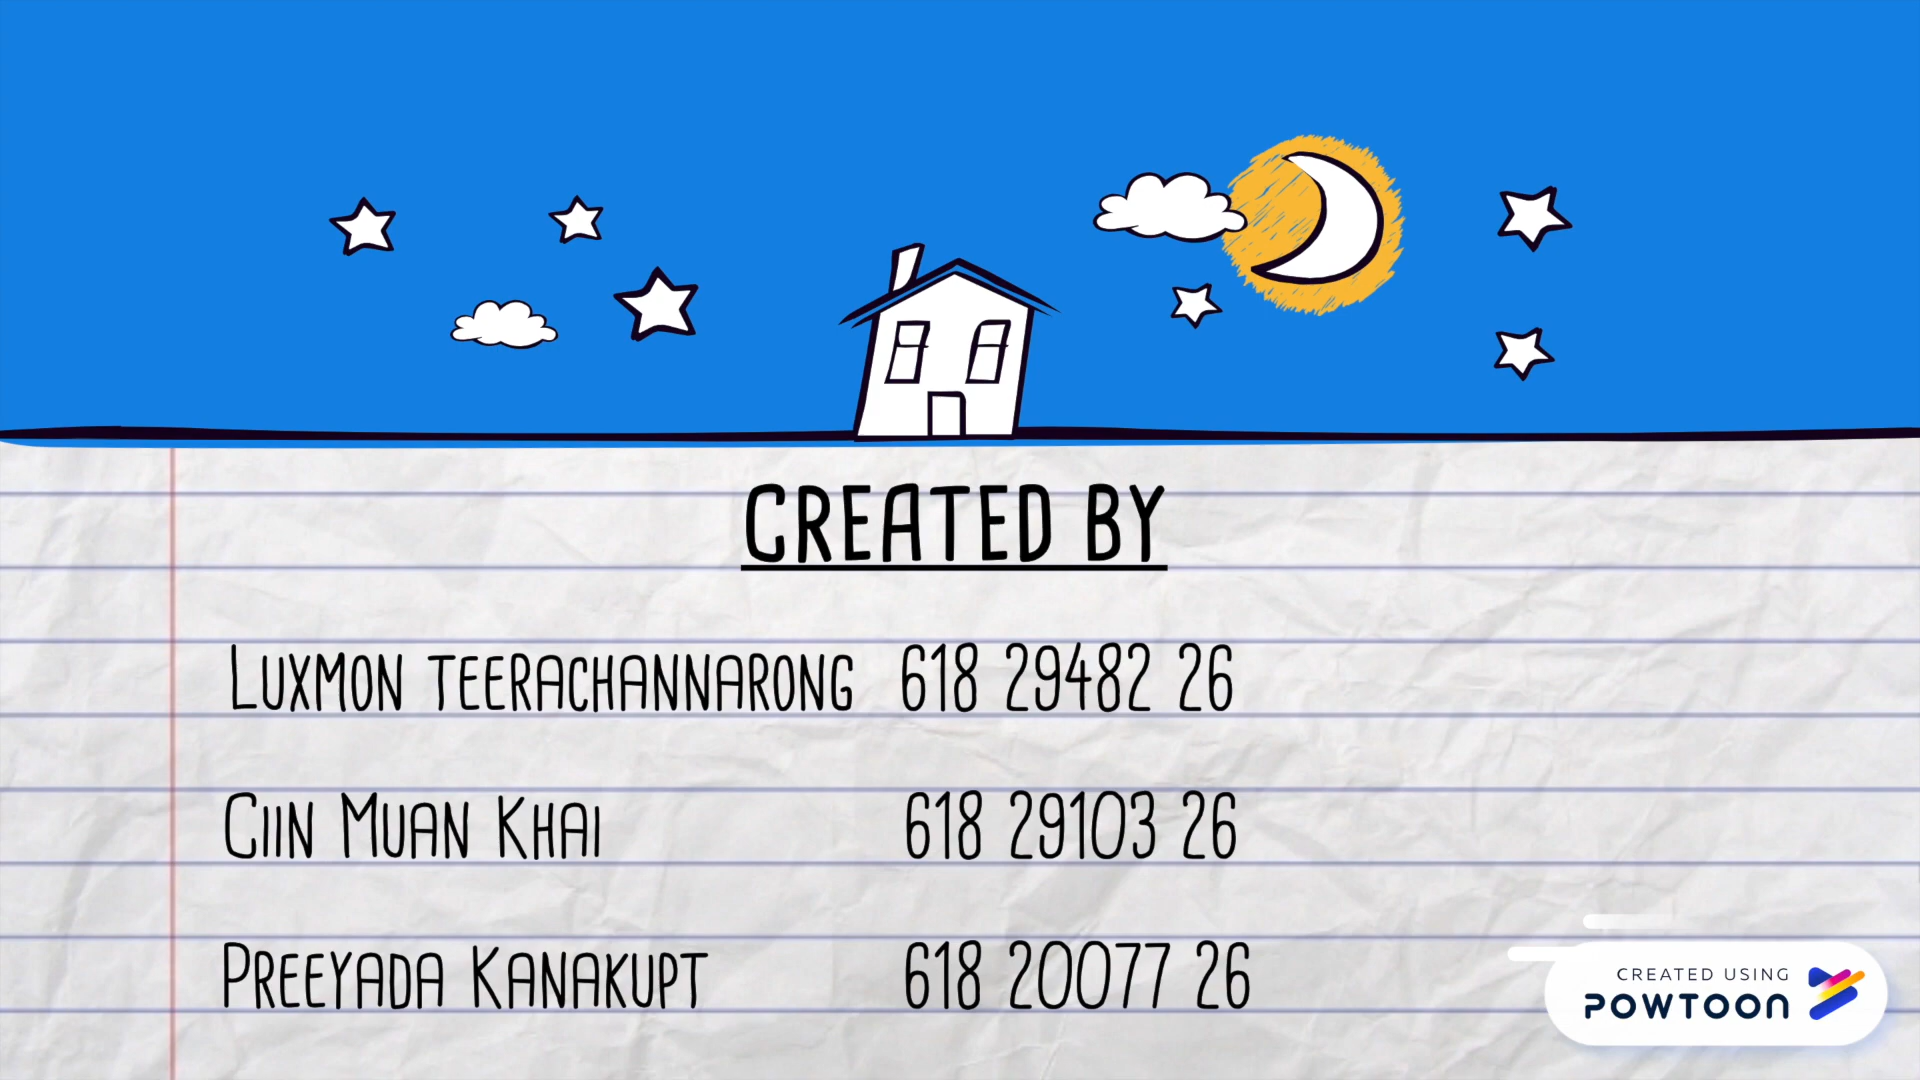 CREATED BY
LUXMON TEERACHANNARONG 618 29482 26
CIIN MUAN KHAI 618 29103 26
PREEYADA KANAKUPT 618 20077 26
CREATED USING
POWTOON